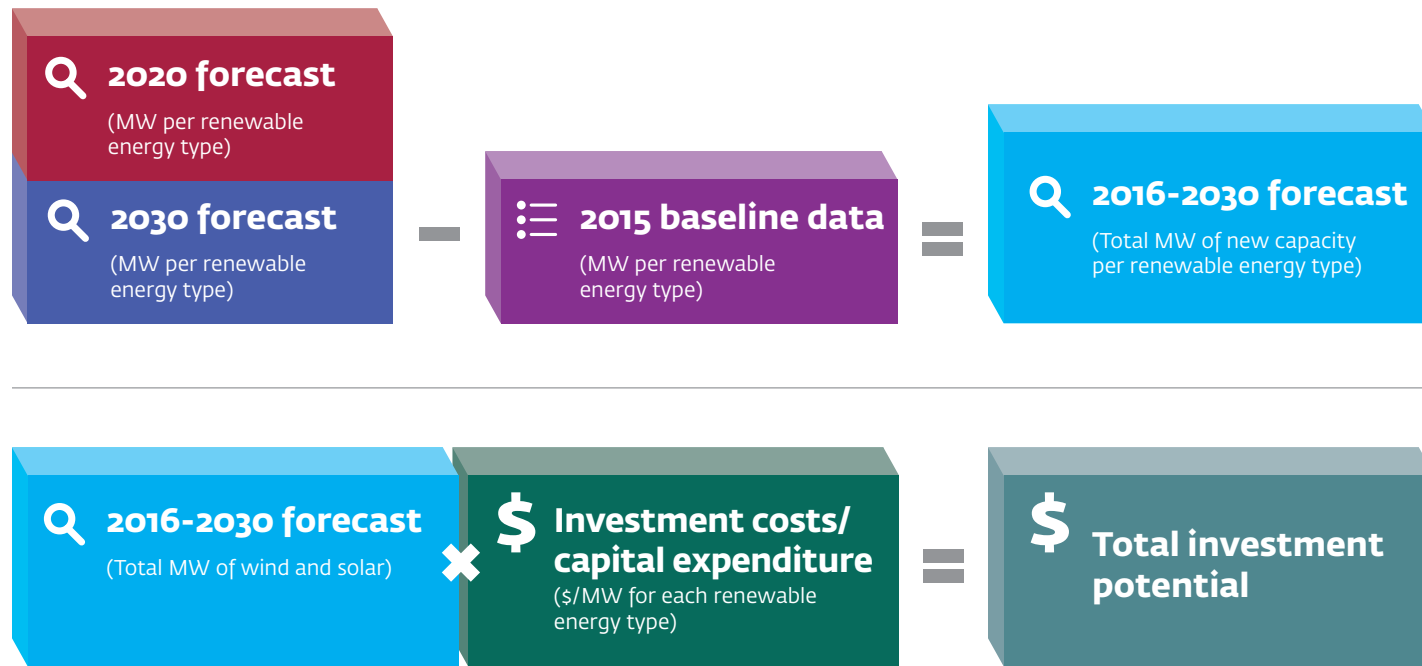 2020 forecast
(MW per renewable
energy type)
2030 forecast
(MW per renewable
energy type)
-
2015 baseline data
(MW per renewable
energy type)
=
2016-2030 forecast
(Total MW of new capacity
per renewable energy type)
2016-2030 forecast
(Total MW of wind and solar)
×
$ Investment costs/
capital expenditure
($/MW for each renewable
energy type)
=
$ Total investment
potential